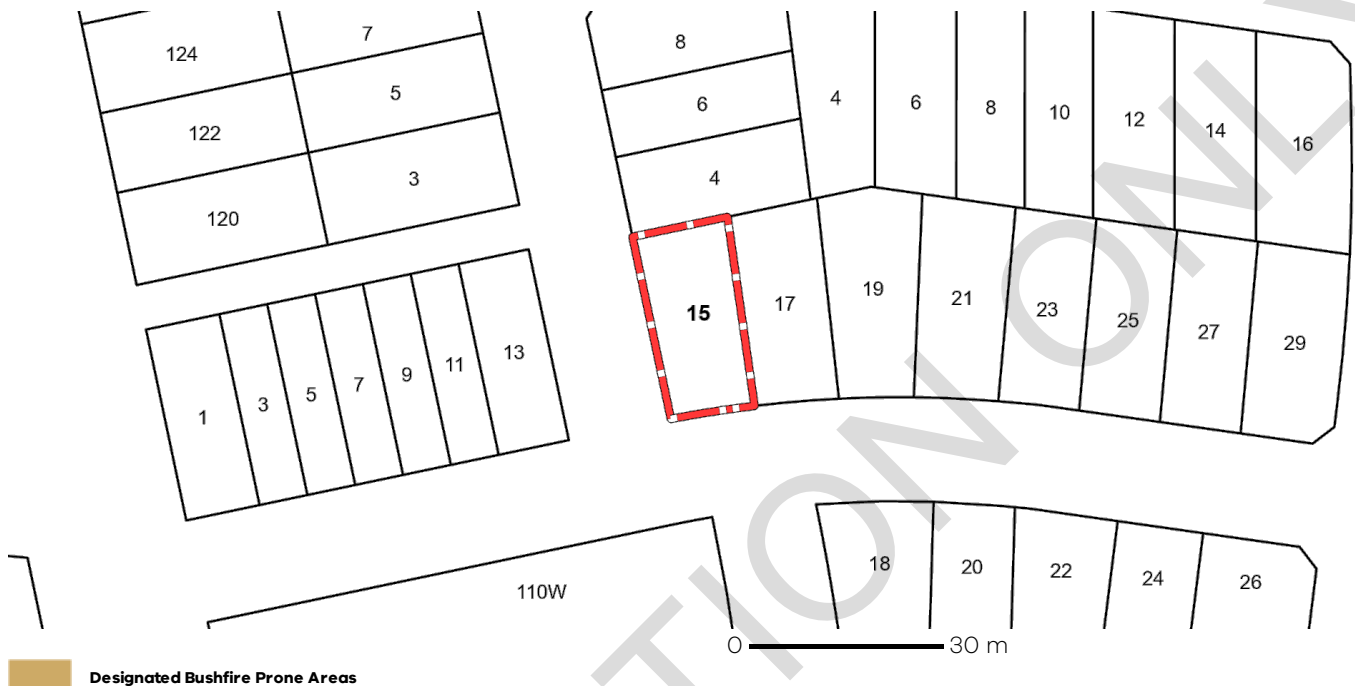 124 7 8
122 5 6 4 6 8 10 12 14 16
120 3 4
15 17 19 21 23 25 27 29
1 3 5 7 9 11 13
110W 18 20 22 24 26
0 30 m
Designated Bushfire Prone Areas
TION ONLY